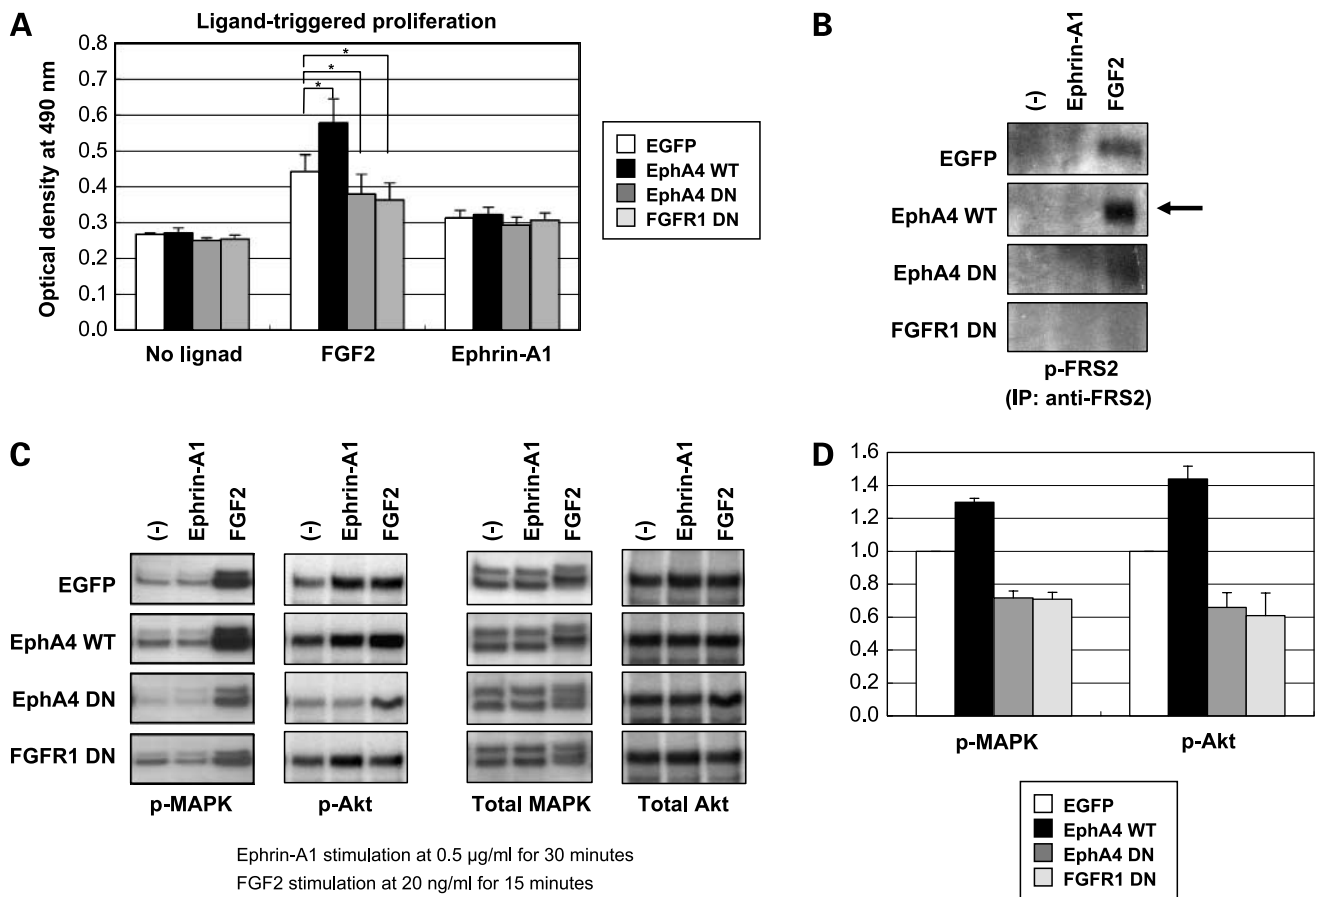 A
Ligand-triggered proliferation
Optical density at 490 nm
0.8
0.7
0.6
0.5
0.4
0.3
0.2
0.1
0.0
*
*
*
No lignad
FGF2
Ephrin-A1
EGFP
EphA4 WT
EphA4 DN
FGFR1 DN
B
(-)
Ephrin-A1
FGF2
EGFP
EphA4 WT
EphA4 DN
FGFR1 DN
p-FRS2
(IP: anti-FRS2)
C
(-)
Ephrin-A1
FGF2
(-)
Ephrin-A1
FGF2
(-)
Ephrin-A1
FGF2
(-)
Ephrin-A1
FGF2
EGFP
EphA4 WT
EphA4 DN
FGFR1 DN
p-MAPK
p-Akt
Total MAPK
Total Akt
Ephrin-A1 stimulation at 0.5 µg/ml for 30 minutes
FGF2 stimulation at 20 ng/ml for 15 minutes
D
1.6
1.4
1.2
1.0
0.8
0.6
0.4
0.2
0.0
p-MAPK
p-Akt
EGFP
EphA4 WT
EphA4 DN
FGFR1 DN